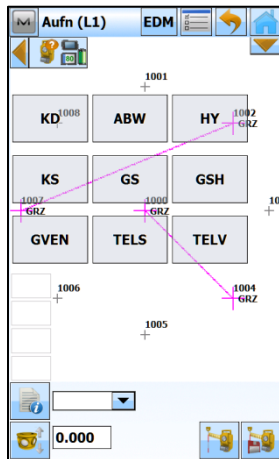 M Aufn (L1) EDM
1001
KD 1008 ABW HY 1002
GRZ
KS GS GSH
1007 1000 10
GRZ GRZ
GVEN TELS TELV
1006 1004
GRZ
1005
0.000